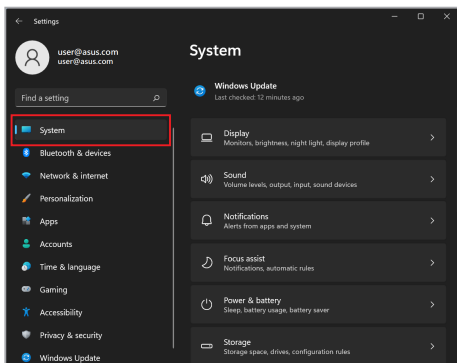 Settings
user@asus.com
user@asus.com
Find a setting
System
Bluetooth & devices
Network & internet
Personalization
Apps
Accounts
Time & language
Gaming
Accessibility
Privacy & security
Windows Update
System
Windows Update
Last checked: 12 minutes ago
Display
Monitors, brightness, night light, display profile
Sound
Volume levels, output, input, sound devices
Notifications
Alerts from apps and system
Focus assist
Notifications, automatic rules
Power & battery
Sleep, battery usage, battery saver
Storage
Storage space, drives, configuration rules